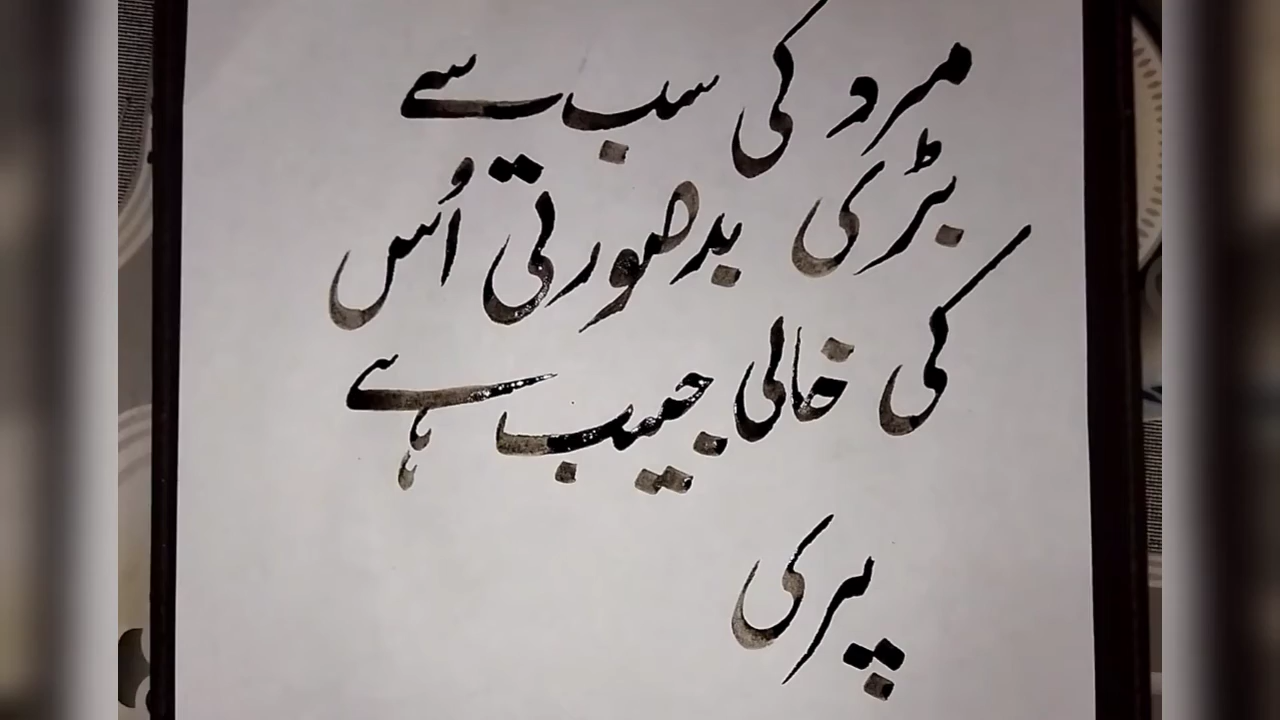 مرد کی سب سے
بڑی بدصورتی اُس
کی خالی جیب ہے
پری